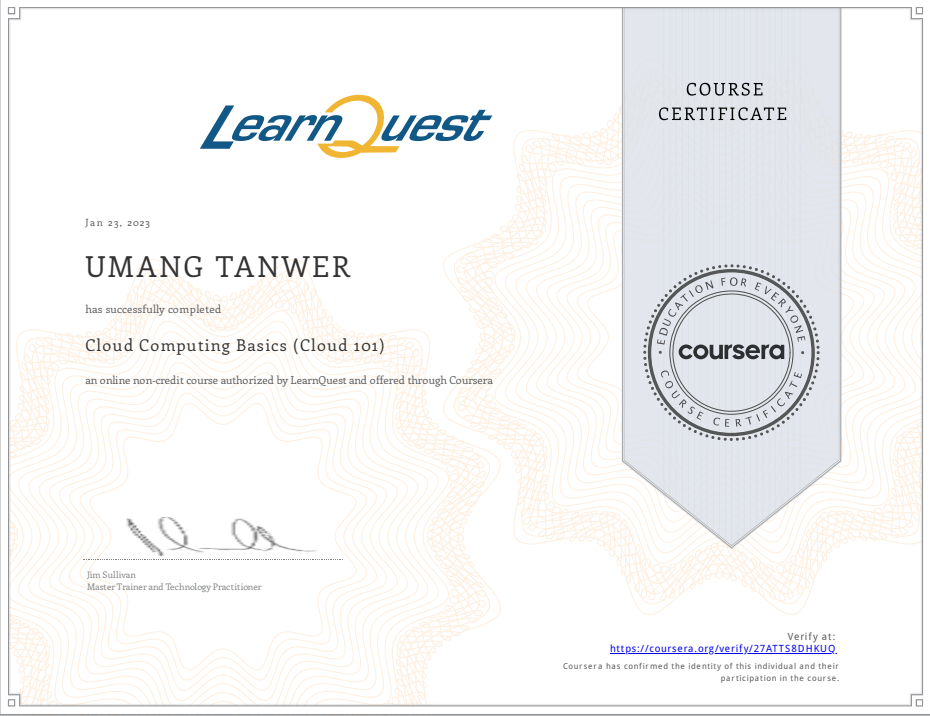 LearnQuest
COURSE
CERTIFICATE
Jan 23, 2023
UMANG TANWER
has successfully completed
Cloud Computing Basics (Cloud 101)
an online non-credit course authorized by LearnQuest and offered through Coursera
EDUCATION FOR EVERYONE
coursera
COURSE CERTIFICATE
Jim Sullivan
Master Trainer and Technology Practitioner
Verify at:
https://coursera.org/verify/27ATTS8DHKUQ
Coursera has confirmed the identity of this individual and their
participation in the course.